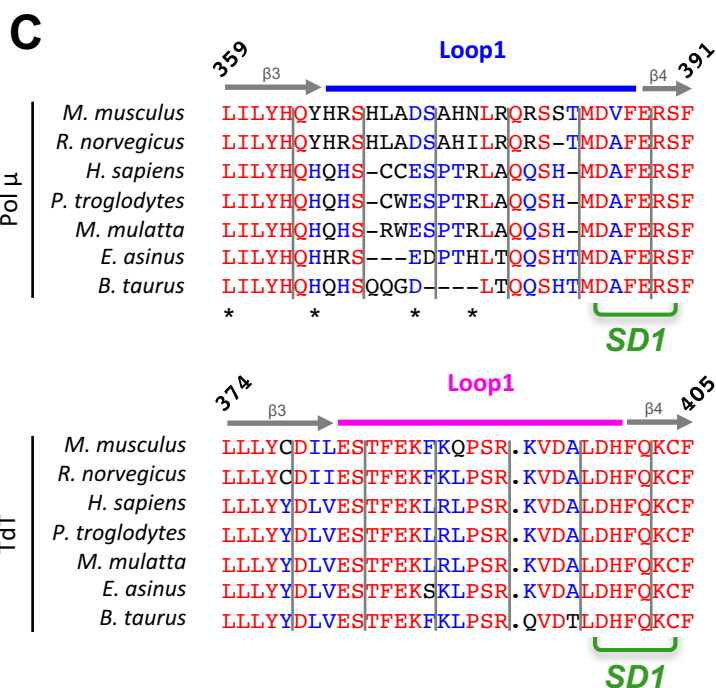 C
359
β3
Loop1
β4
391
Pol μ
M. musculus LILYHQYHRSHLADSAHNLRQRSSTMDVFERSF
R. norvegicus LILYHQYHRSHLADSAHILRQRS-TMDAFERSF
H. sapiens LILYHQHQHS-CCESPTRLAQQSH-MDAFERSF
P. troglodytes LILYHQHQHS-CWESPTRLAQQSH-MDAFERSF
M. mulatta LILYHQHQHS-RWESPTRLAQQSH-MDAFERSF
E. asinus LILYHQHHRS---EDPTHLTQQSHTMDAFERSF
B. taurus LILYHQHQHSQQGD----LTQQSHTMDAFERSF
* * * *
SD1
374
β3
Loop1
β4
405
TdT
M. musculus LLLYCDILESTFEKFKQPSR.KVDALDHFQKCF
R. norvegicus LLLYCDIIESTFEKFKLPSR.KVDALDHFQKCF
H. sapiens LLLYYDLVESTFEKLRLPSR.KVDALDHFQKCF
P. troglodytes LLLYYDLVESTFEKLRLPSR.KVDALDHFQKCF
M. mulatta LLLYYDLVESTFEKLRLPSR.KVDALDHFQKCF
E. asinus LLLYYDLVESTFEKSKLPSR.KVDALDHFQKCF
B. taurus LLLYYDLVESTFEKFKLPSR.QVDTLDHFQKCF
SD1